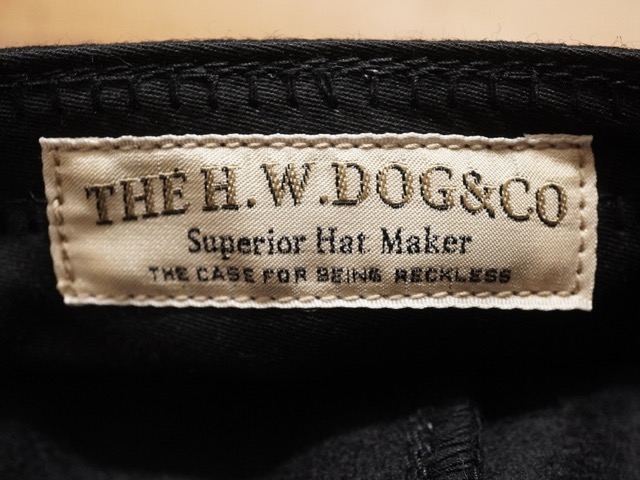 THE H.W.DOG&CO
Superior Hat Maker
THE CASE FOR BEING RECKLESS